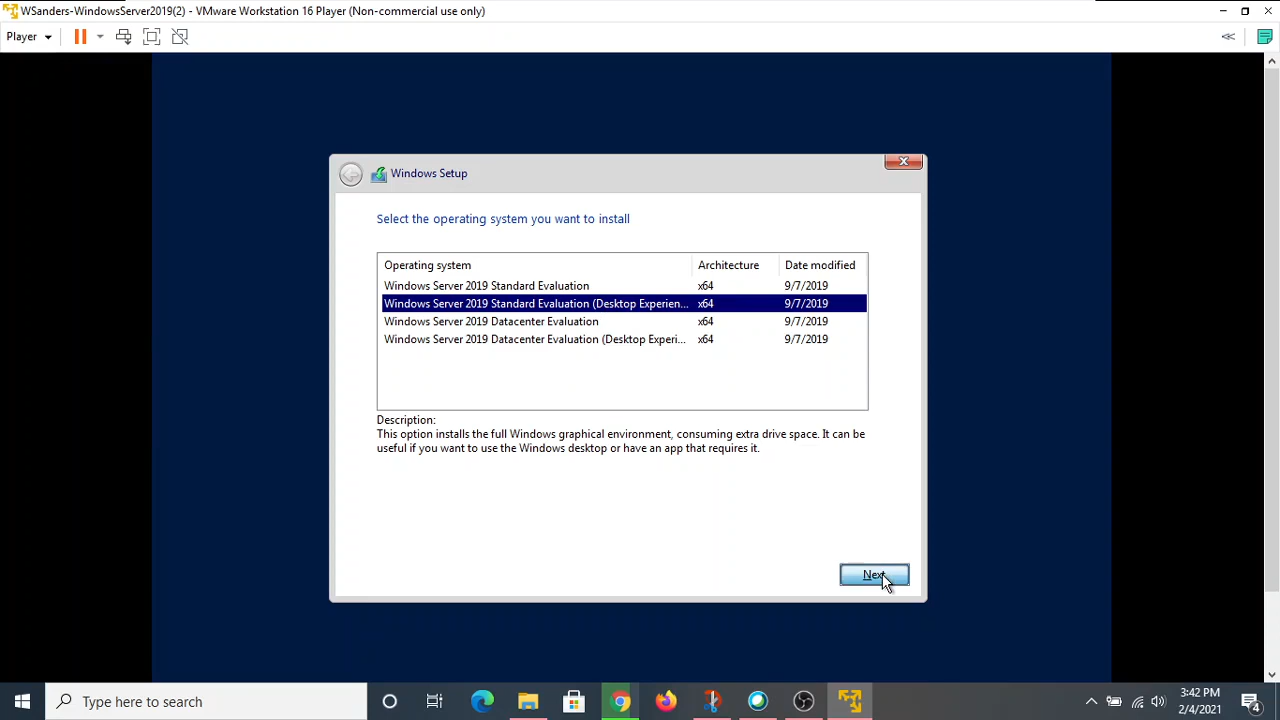 WSanders-WindowsServer2019(2) - VMware Workstation 16 Player (Non-commercial use only)
Player
Windows Setup
Select the operating system you want to install
Operating system Architecture Date modified
Windows Server 2019 Standard Evaluation x64 9/7/2019
Windows Server 2019 Standard Evaluation (Desktop Experien... x64 9/7/2019
Windows Server 2019 Datacenter Evaluation x64 9/7/2019
Windows Server 2019 Datacenter Evaluation (Desktop Experi... x64 9/7/2019
Description:
This option installs the full Windows graphical environment, consuming extra drive space. It can be
useful if you want to use the Windows desktop or have an app that requires it.
Next
Type here to search
3:42 PM
2/4/2021
4